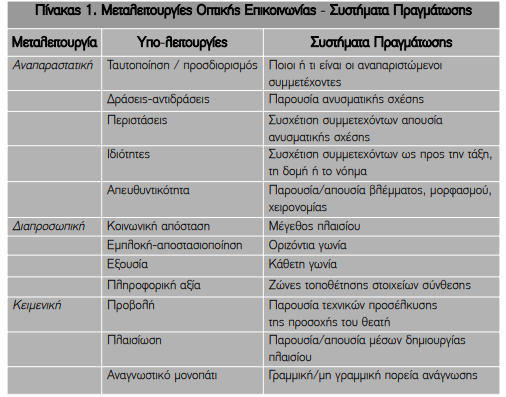 Πίνακας 1. Μεταλειτουργίες Οπτικής Επικοινωνίας - Συστήματα Πραγμάτωσης
Μεταλειτουργία Υπο-λειτουργίες Συστήματα Πραγμάτωσης
Αναπαραστατική Ταυτοποίηση / προσδιορισμός Ποιοι ή τι είναι οι αναπαριστώμενοι
συμμετέχοντες
Δράσεις-αντιδράσεις Παρουσία ανυσματικής σχέσης
Περιστάσεις Συσχέτιση συμμετεχόντων απουσία
ανυσματικής σχέσης
Ιδιότητες Συσχέτιση συμμετεχόντων ως προς την τάξη,
τη δομή ή το νόημα
Απευθυντικότητα Παρουσία/απουσία βλέμματος, μορφασμού,
χειρονομίας
Διαπροσωπική Κοινωνική απόσταση Μέγεθος πλαισίου
Εμπλοκή-αποστασιοποίηση Οριζόντια γωνία
Εξουσία Κάθετη γωνία
Πληροφορική αξία Ζώνες τοποθέτησης στοιχείων σύνθεσης
Κειμενική Προβολή Παρουσία τεχνικών προσέλκυσης
της προσοχής του θεατή
Πλαισίωση Παρουσία/απουσία μέσων δημιουργίας
πλαισίου
Αναγνωστικό μονοπάτι Γραμμική/μη γραμμική πορεία ανάγνωσης